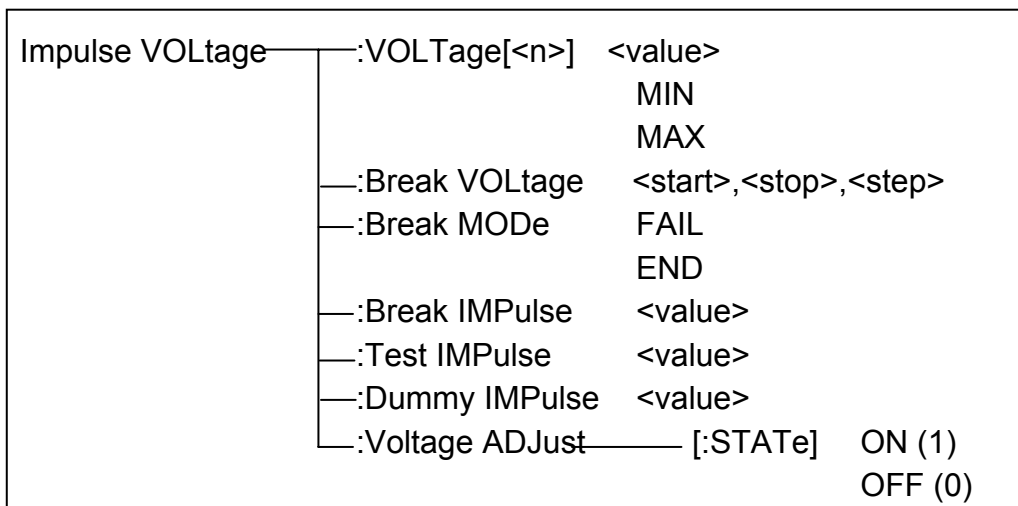 Impulse VOLtage :VOLTage[<n>] <value>
MIN
MAX
:Break VOLtage <start>,<stop>,<step>
:Break MODe FAIL
END
:Break IMPulse <value>
:Test IMPulse <value>
:Dummy IMPulse <value>
:Voltage ADJust [:STATe] ON (1)
OFF (0)